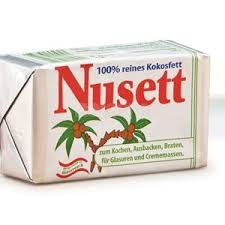 100% reines Kokosfett
Nusett
zum Kochen, Ausbacken, Braten,
für Glasuren und Crememassen.